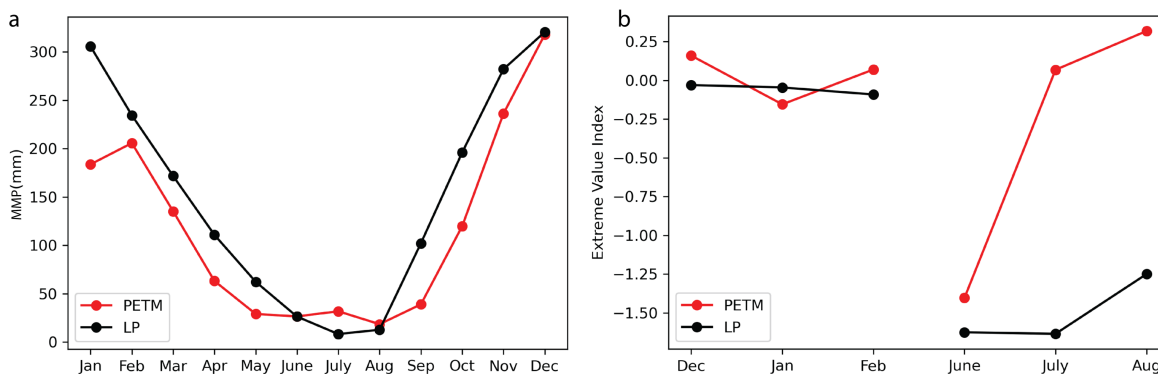 a
MMP(mm)
300
250
200
150
100
50
0
PETM
LP
Jan Feb Mar Apr May June July Aug Sep Oct Nov Dec
b
Extreme Value Index
0.25
0.00
−0.25
−0.50
−0.75
−1.00
−1.25
−1.50
PETM
LP
Dec Jan Feb June July Aug